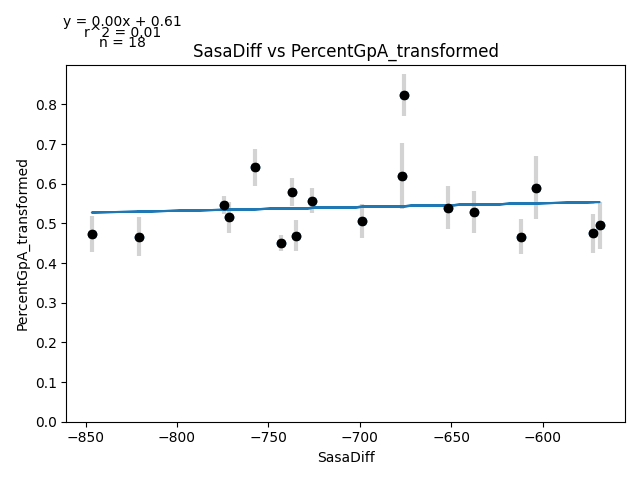 y = 0.00x + 0.61
r^2 = 0.01
n = 18
SasaDiff vs PercentGpA_transformed
PercentGpA_transformed
0.8
0.7
0.6
0.5
0.4
0.3
0.2
0.1
0.0
−850
−800
−750
−700
−650
−600
SasaDiff